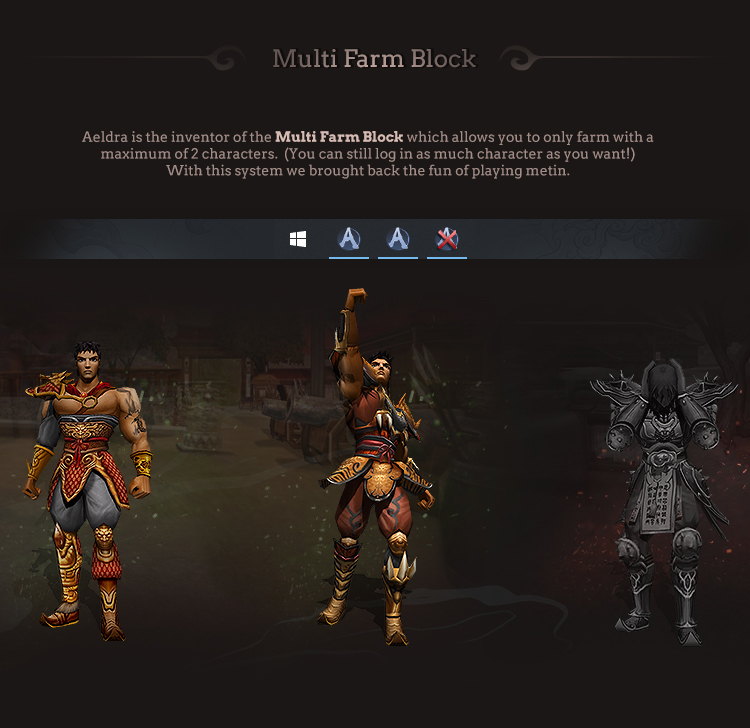 Multi Farm Block
Aeldra is the inventor of the Multi Farm Block which allows you to only farm with a
maximum of 2 characters. (You can still log in as much character as you want!)
With this system we brought back the fun of playing metin.